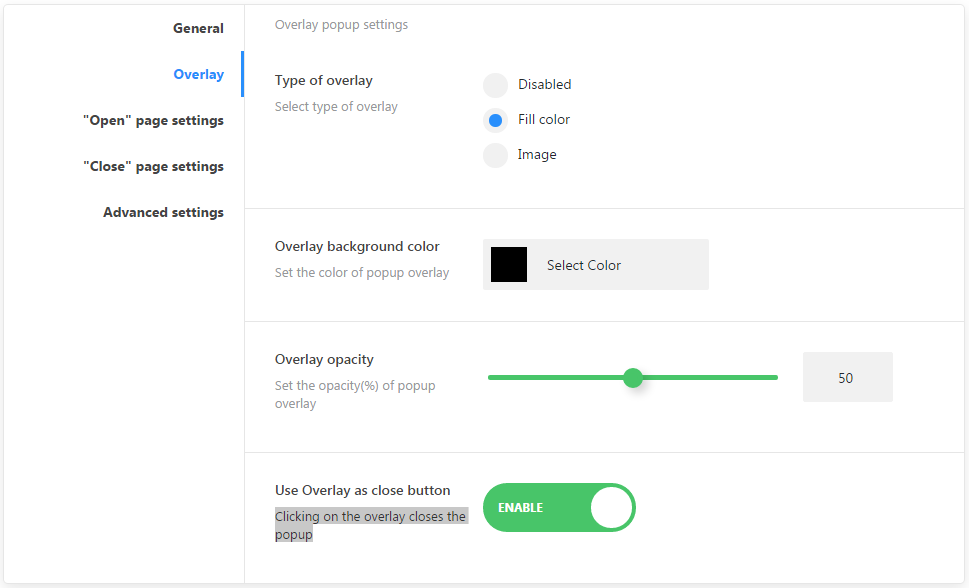 General
Overlay
"Open" page settings
"Close" page settings
Advanced settings
Overlay popup settings
Type of overlay
Select type of overlay
Disabled
Fill color
Image
Overlay background color
Set the color of popup overlay
Select Color
Overlay opacity
Set the opacity(%) of popup
overlay
50
Use Overlay as close button
Clicking on the overlay closes the
popup
ENABLE